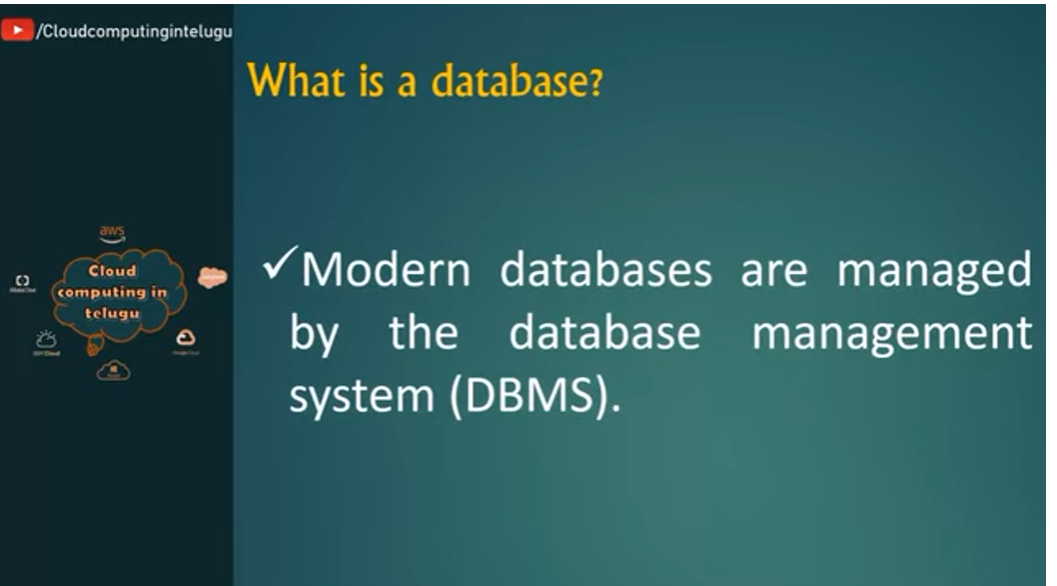 /Cloudcomputingintelugu
What is a database?
aws
Cloud
computing in
telugu
✓Modern databases are managed
by the database management
system (DBMS).